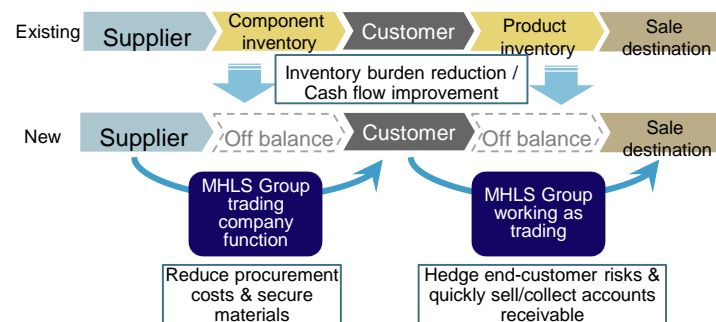 Existing
Supplier
Component
inventory
Customer
Product
inventory
Sale
destination
Inventory burden reduction /
Cash flow improvement
New
Supplier
Off balance
Customer
Off balance
Sale
destination
MHLS Group
trading
company
function
MHLS Group
working as
trading
Reduce procurement
costs & secure
materials
Hedge end-customer risks &
quickly sell/collect accounts
receivable